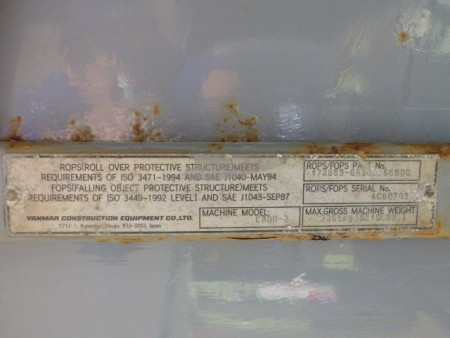 ROPS(ROLL OVER PROTECTIVE STRUCTURE)MEETS
REQUIREMENTS OF ISO 3471-1994 AND SAE J1040-MAY94
FOPS(FALLING OBJECT PROTECTIVE STRUCTURE)MEETS
REQUIREMENTS OF ISO 3449-1992 LEVELI AND SAE J1043-SEP87
YANMAR CONSTRUCTION EQUIPMENT CO.,LTD.
MACHINE MODEL:
ROPS/FOPS PART No.
ROPS/FOPS SERIAL No.
MAX.GROSS MACHINE WEIGHT